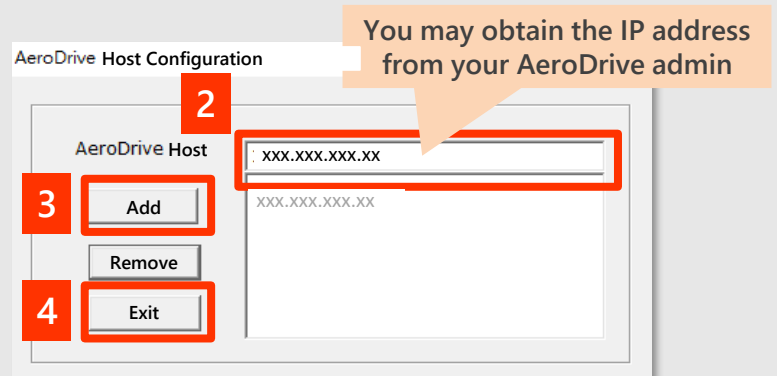 You may obtain the IP address
from your AeroDrive admin
AeroDrive Host Configuration
2
AeroDrive Host
: xxx.xxx.xxx.xx
3
Add
xxx.xxx.xxx.xx
Remove
4
Exit